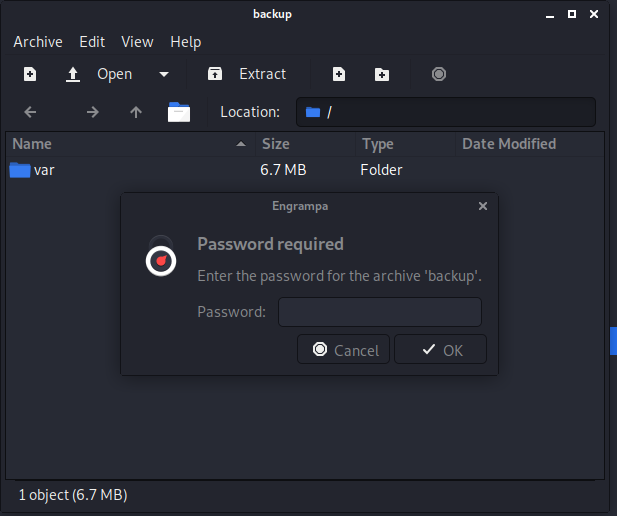 backup
Archive Edit View Help
Open Extract
Location: /
Name Size Type Date Modified
var 6.7 MB Folder
Engrampa
Password required
Enter the password for the archive 'backup'.
Password:
Cancel OK
1 object (6.7 MB)